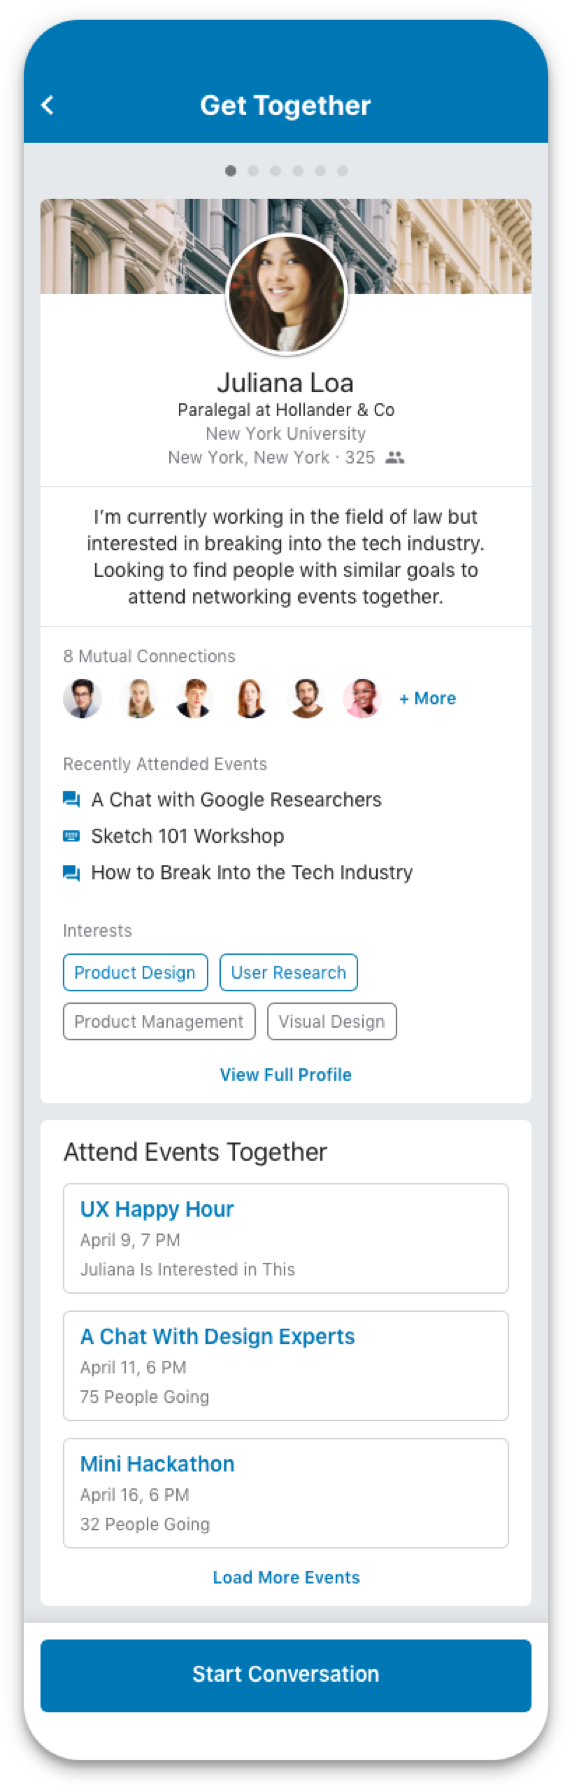 Get Together
Juliana Loa
Paralegal at Hollander & Co
New York University
New York, New York · 325
I'm currently working in the field of law but
interested in breaking into the tech industry.
Looking to find people with similar goals to
attend networking events together.
8 Mutual Connections
+ More
Recently Attended Events
A Chat with Google Researchers
Sketch 101 Workshop
How to Break Into the Tech Industry
Interests
Product Design
User Research
Product Management
Visual Design
View Full Profile
Attend Events Together
UX Happy Hour
April 9, 7 PM
Juliana Is Interested in This
A Chat With Design Experts
April 11, 6 PM
75 People Going
Mini Hackathon
April 16, 6 PM
32 People Going
Load More Events
Start Conversation